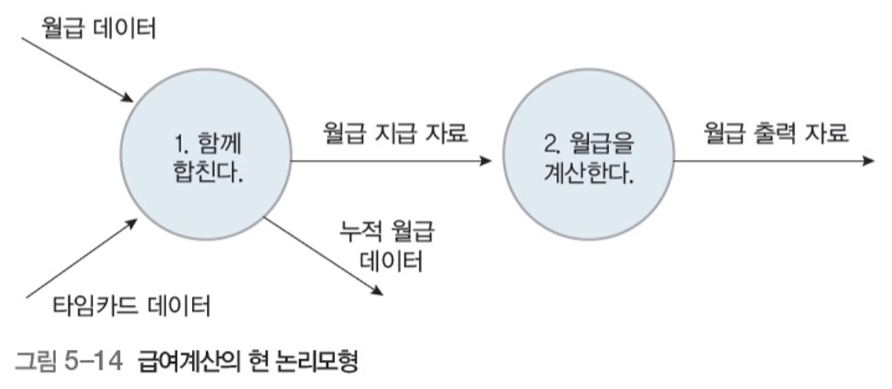 월급 데이터
1. 함께
합친다.
월급 지급 자료
2. 월급을
계산한다.
월급 출력 자료
누적 월급
데이터
타임카드 데이터
그림 5-14 급여계산의 현 논리모형